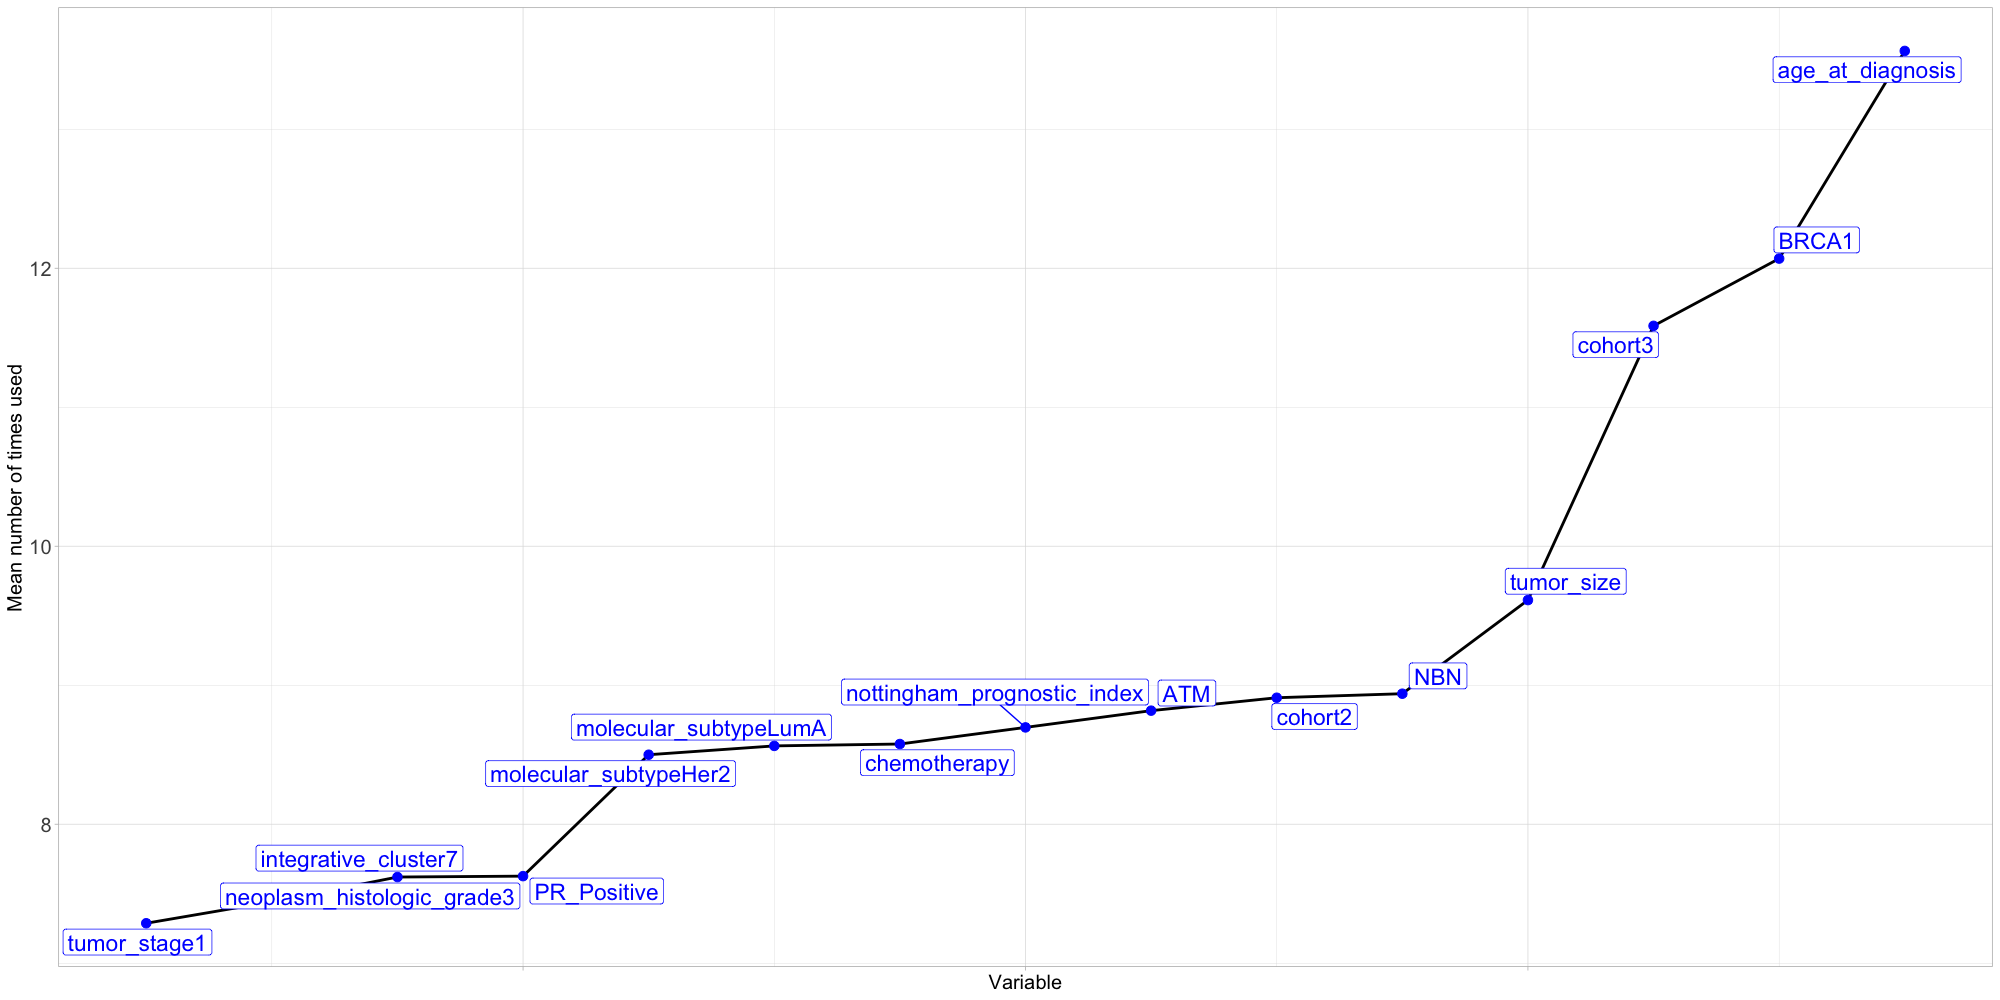 age_at_diagnosis
BRCA1
12
cohort3
Mean number of times used
10
tumor_size
NBN
nottingham_prognostic_index
ATM
cohort2
molecular_subtypeLumA
chemotherapy
molecular_subtypeHer2
8
integrative_cluster7
neoplasm_histologic_grade3
PR_Positive
tumor_stage1
Variable